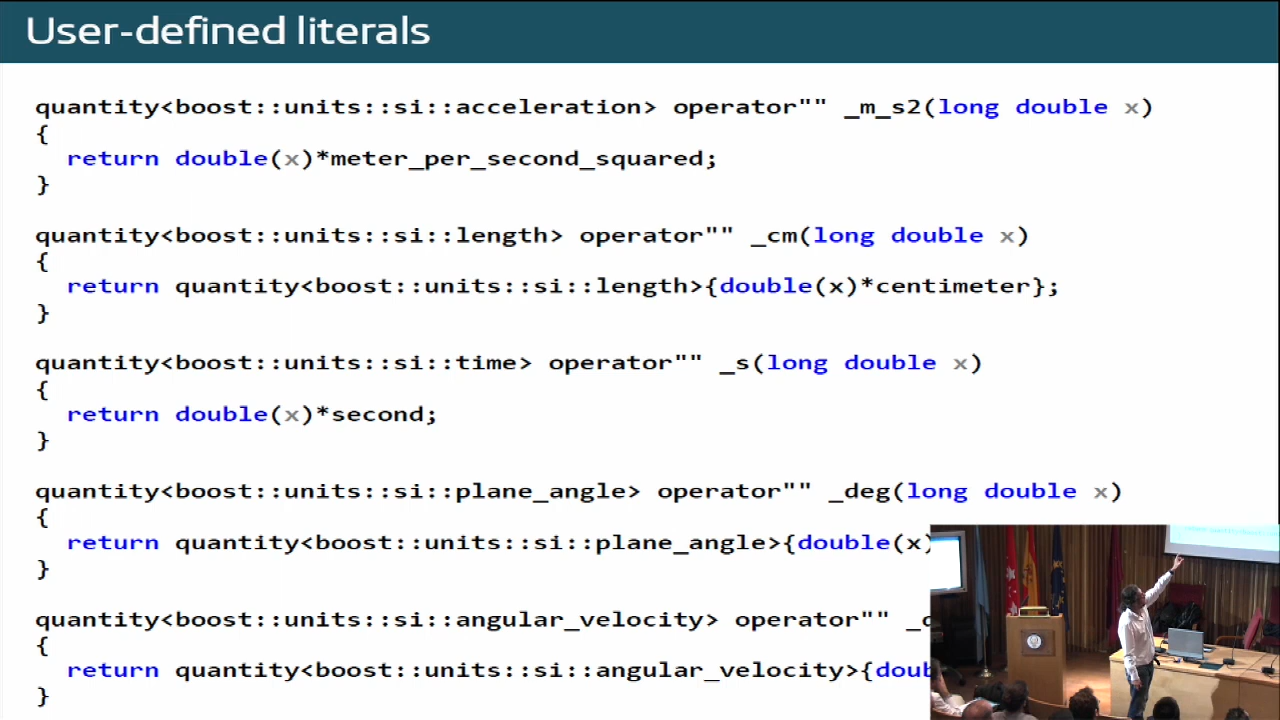 User-defined literals
quantity<boost::units::si::acceleration> operator"" _m_s2(long double x)
{
return double(x)*meter_per_second_squared;
}
quantity<boost::units::si::length> operator"" _cm(long double x)
{
return quantity<boost::units::si::length>{double(x)*centimeter};
}
quantity<boost::units::si::time> operator"" _s(long double x)
{
return double(x)*second;
}
quantity<boost::units::si::plane_angle> operator"" _deg(long double x)
{
return quantity<boost::units::si::plane_angle>{double(x)
}
quantity<boost::units::si::angular_velocity> operator""
{
return quantity<boost::units::si::angular_velocity>{
}